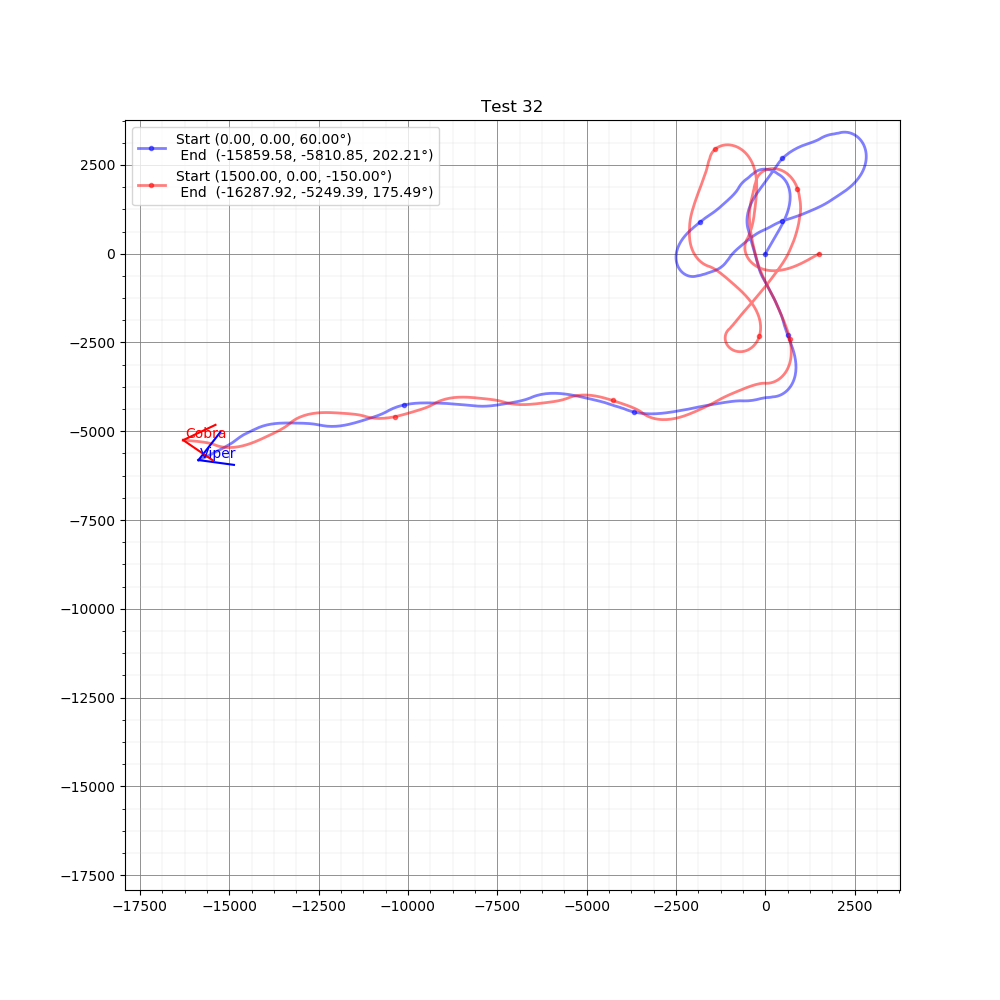 Test 32
Start (0.00, 0.00, 60.00°)
End (-15859.58, -5810.85, 202.21°)
Start (1500.00, 0.00, -150.00°)
End (-16287.92, -5249.39, 175.49°)
2500
0
−2500
−5000
−7500
−10000
−12500
−15000
−17500
Cobra
Viper
−17500 −15000 −12500 −10000 −7500 −5000 −2500 0 2500